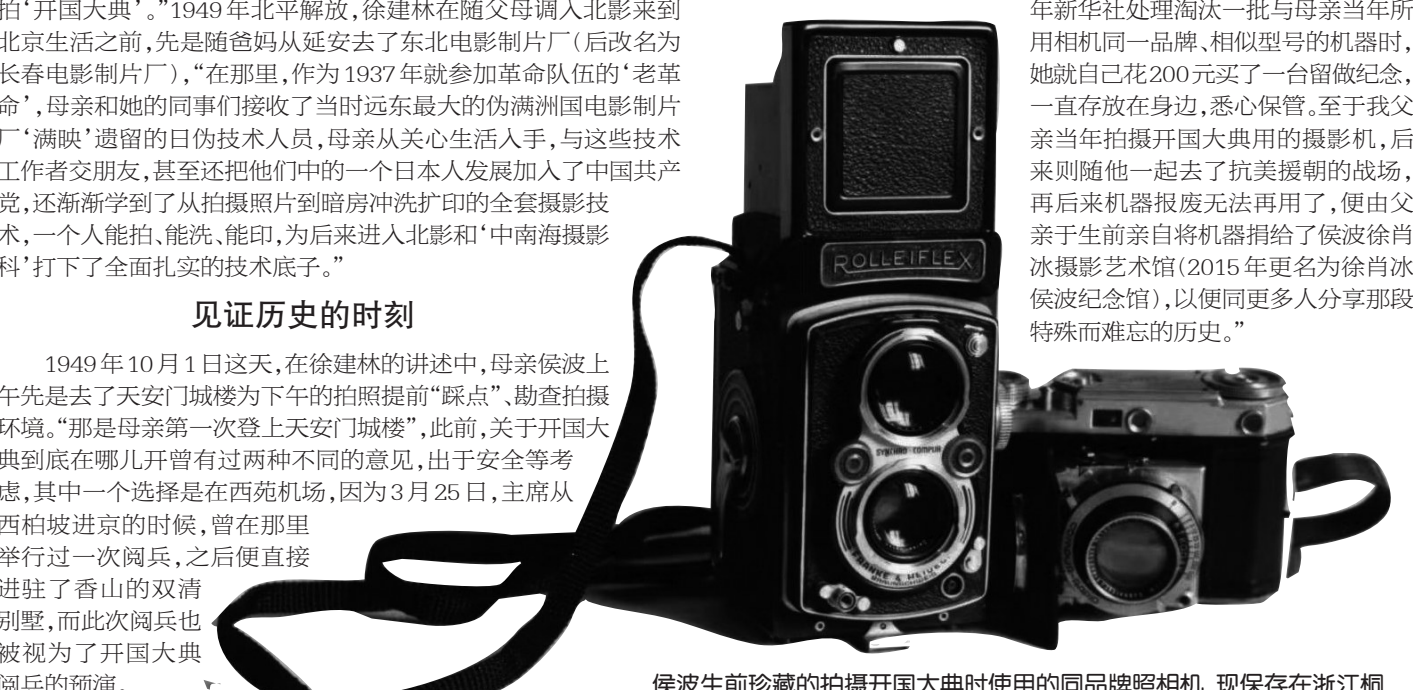 拍‘开国大典’。”1949年北平解放,徐建林在随父母调入北影来到
北京生活之前,先是随爸妈从延安去了东北电影制片厂(后改名为
长春电影制片厂),“在那里,作为1937年就参加革命队伍的‘老革
命’,母亲和她的同事们接收了当时远东最大的伪满洲国电影制片
厂‘满映’遗留的日伪技术人员,母亲从关心生活入手,与这些技术
工作者交朋友,甚至还把他们中的一个日本人发展加入了中国共产
党,还渐渐学到了从拍摄照片到暗房冲洗扩印的全套摄影技
术,一个人能拍、能洗、能印,为后来进入北影和‘中南海摄影
科’打下了全面扎实的技术底子。”
见证历史的时刻
1949年10月1日这天,在徐建林的讲述中,母亲侯波上
午先是去了天安门城楼为下午的拍照提前“踩点”、勘查拍摄
环境。“那是母亲第一次登上天安门城楼”,此前,关于开国大
典到底在哪儿开曾有过两种不同的意见,出于安全等考
虑,其中一个选择是在西苑机场,因为3月25日,主席从
西柏坡进京的时候,曾在那里
举行过一次阅兵,之后便直接
进驻了香山的双清
别墅,而此次阅兵也
被视为了开国大典
阅兵的预演。
年新华社处理淘汰一批与母亲当年所
用相机同一品牌、相似型号的机器时,
她就自己花200元买了一台留做纪念,
一直存放在身边,悉心保管。至于我父
亲当年拍摄开国大典用的摄影机,后
来则随他一起去了抗美援朝的战场,
再后来机器报废无法再用了,便由父
亲于生前亲自将机器捐给了侯波徐肖
冰摄影艺术馆(2015年更名为徐肖冰
侯波纪念馆),以便同更多人分享那段
特殊而难忘的历史。”
ROLLEIFLEX
SYNCHRO-COMPUR
FRANKE & HEIDECKE
侯波生前珍藏的拍摄开国大典时使用的同品牌照相机,现保存在浙江桐